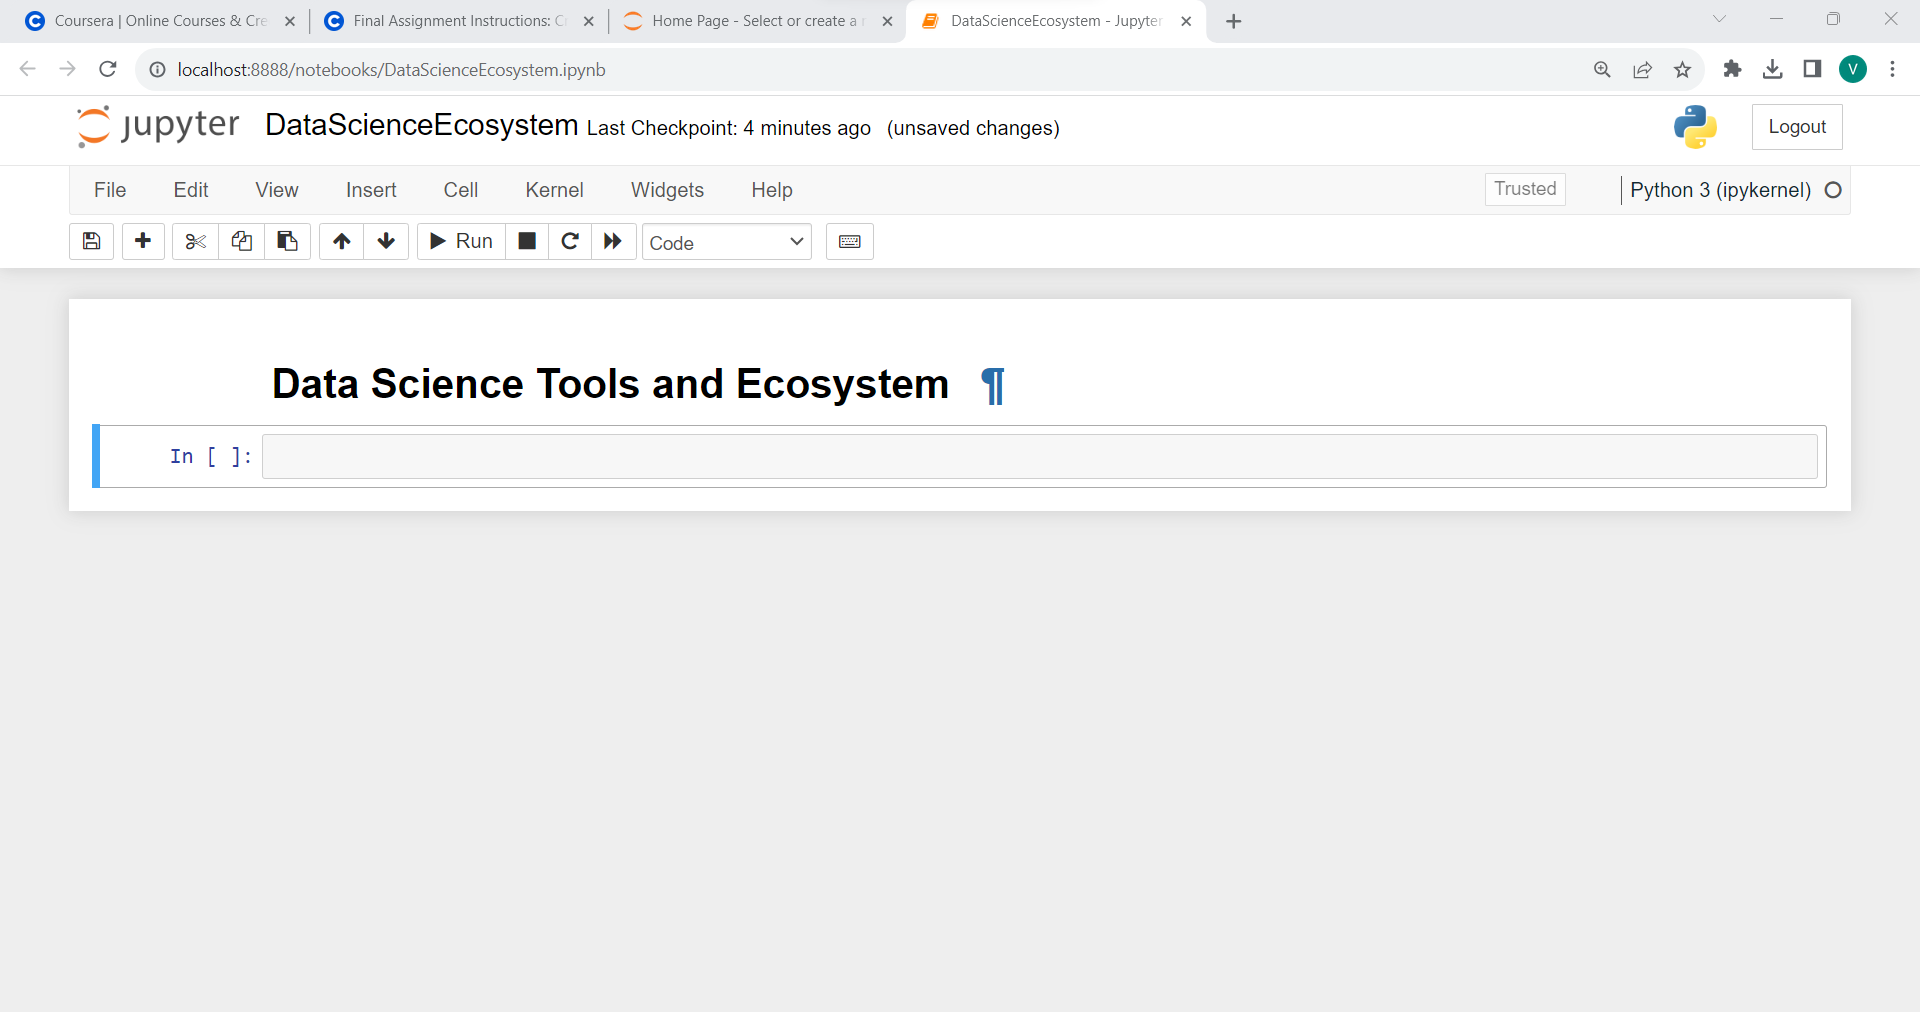 Coursera | Online Courses & Cre
Final Assignment Instructions: C
Home Page - Select or create a
DataScienceEcosystem - Jupyter
localhost:8888/notebooks/DataScienceEcosystem.ipynb
V
jupyter DataScienceEcosystem Last Checkpoint: 4 minutes ago (unsaved changes)
Logout
File Edit View Insert Cell Kernel Widgets Help
Trusted
Python 3 (ipykernel)
Run
Code
Data Science Tools and Ecosystem ¶
In [ ]: